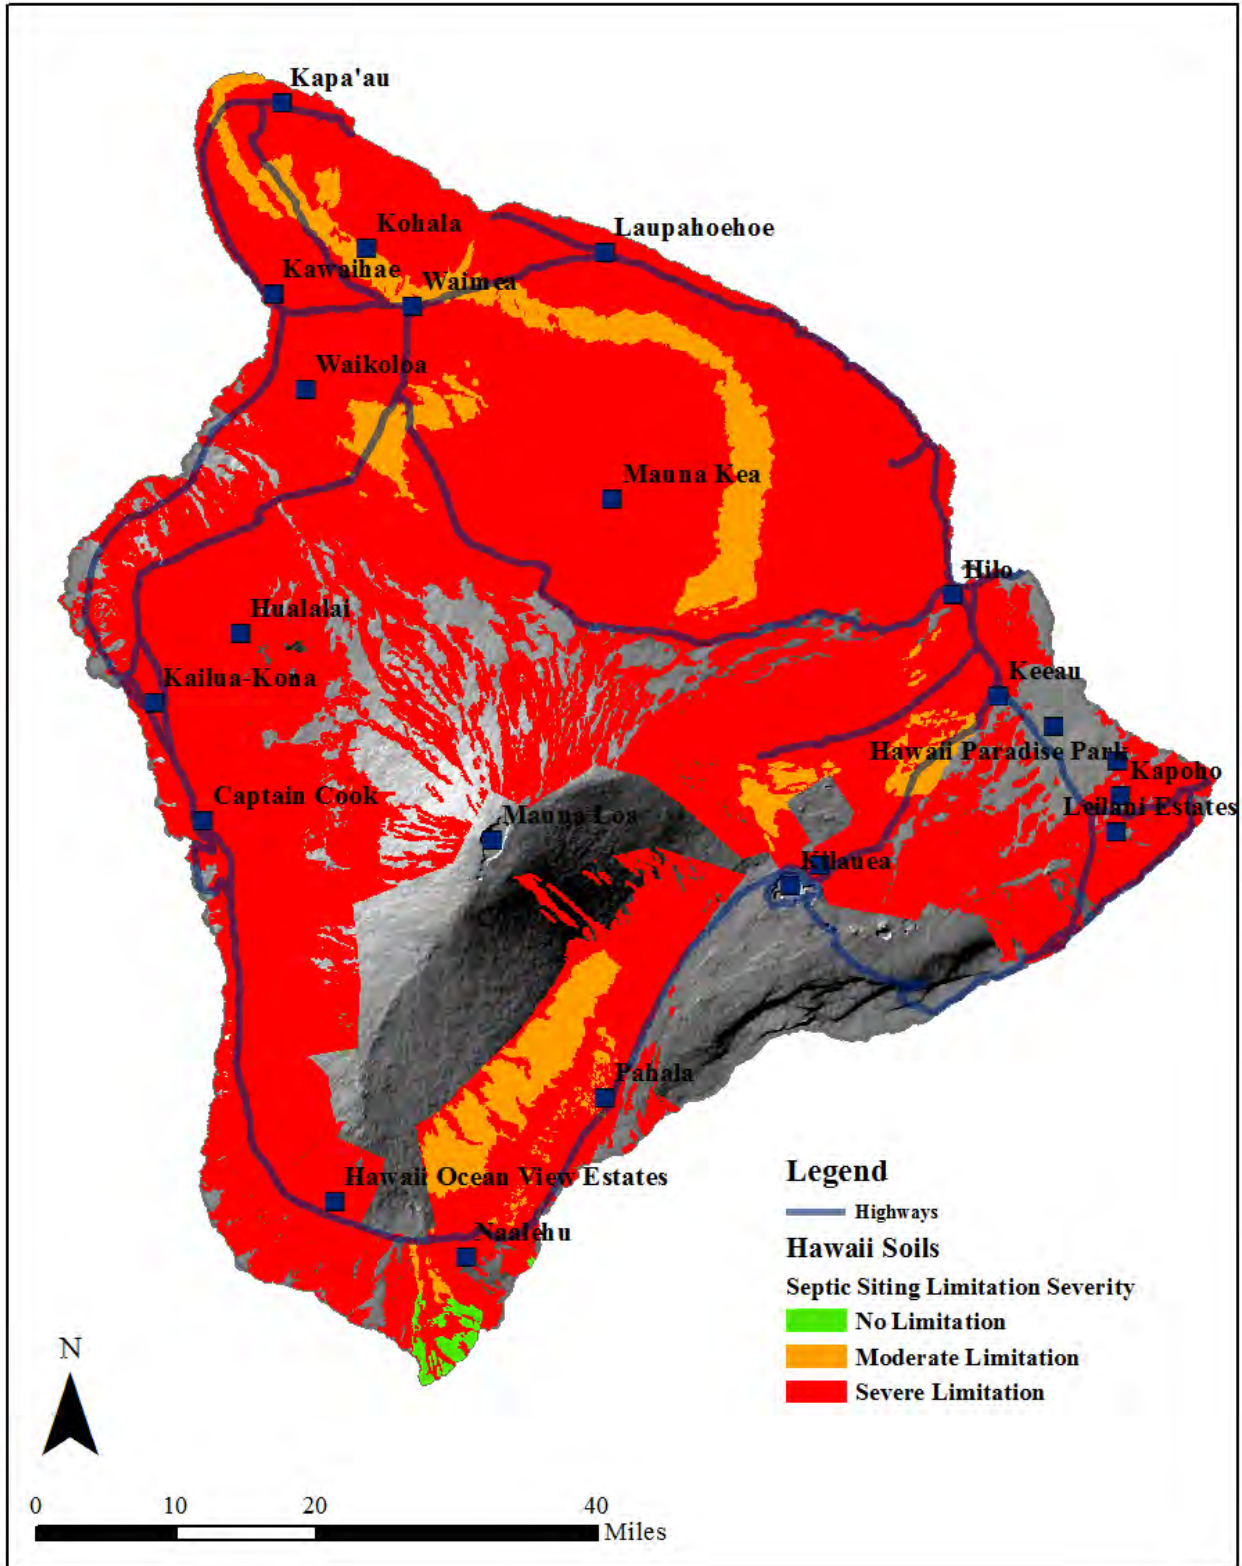 Kapa'au
Kohala
Laupahoehoe
Kawaihae
Waimea
Waikoloa
Mauna Kea
Hilo
Hualalai
Keeau
Kailua-Kona
Hawaii Paradise Park
Kapoho
Captain Cook
Mauna Loa
Leilani Estates
Kilauea
Pahala
Hawaii Ocean View Estates
Naalehu
Legend
Highways
Hawaii Soils
Septic Siting Limitation Severity
No Limitation
Moderate Limitation
Severe Limitation
N
0 10 20 40
Miles